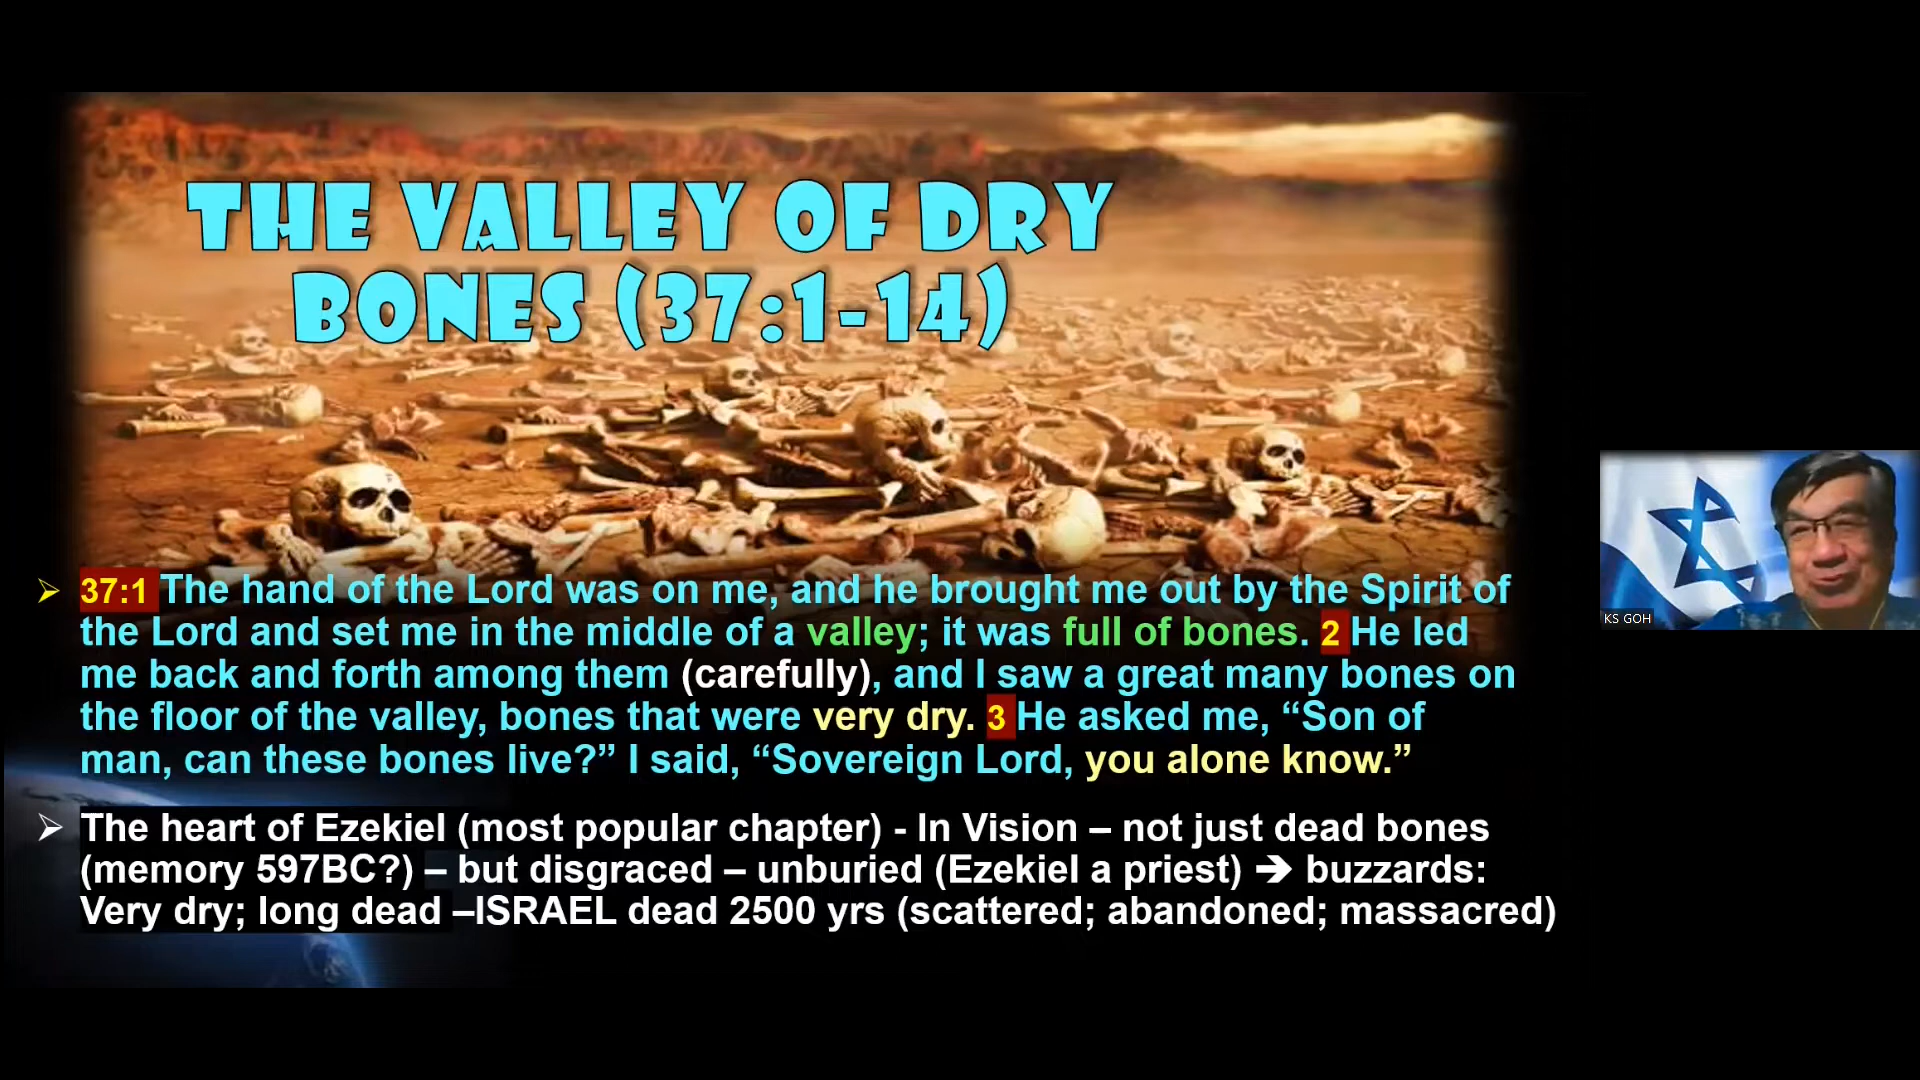 THE VALLEY OF DRY
BONES (37:1-14)
➢ 37:1 The hand of the Lord was on me, and he brought me out by the Spirit of
the Lord and set me in the middle of a valley; it was full of bones. 2 He led
me back and forth among them (carefully), and I saw a great many bones on
the floor of the valley, bones that were very dry. 3 He asked me, “Son of
man, can these bones live?” I said, “Sovereign Lord, you alone know.”
➢ The heart of Ezekiel (most popular chapter) - In Vision – not just dead bones
(memory 597BC?) – but disgraced – unburied (Ezekiel a priest) ➔ buzzards:
Very dry; long dead –ISRAEL dead 2500 yrs (scattered; abandoned; massacred)
KS GOH